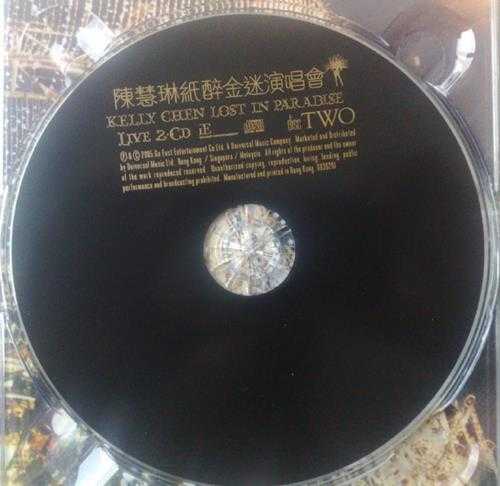 陳慧琳紙醉金迷演唱會
KELLY CHEN LOST IN PARADISE
LIVE 2-CD disc TWO
℗ & © 2005 Go East Entertainment Co Ltd. A Universal Music Company. Marketed and Distributed
by Universal Music Ltd. Hong Kong / Singapore / Malaysia. All rights of the producer and the owner
of the work reproduced reserved. Unauthorised copying, reproduction, hiring, lending, public
performance and broadcasting prohibited. Manufactured and printed in Hong Kong.